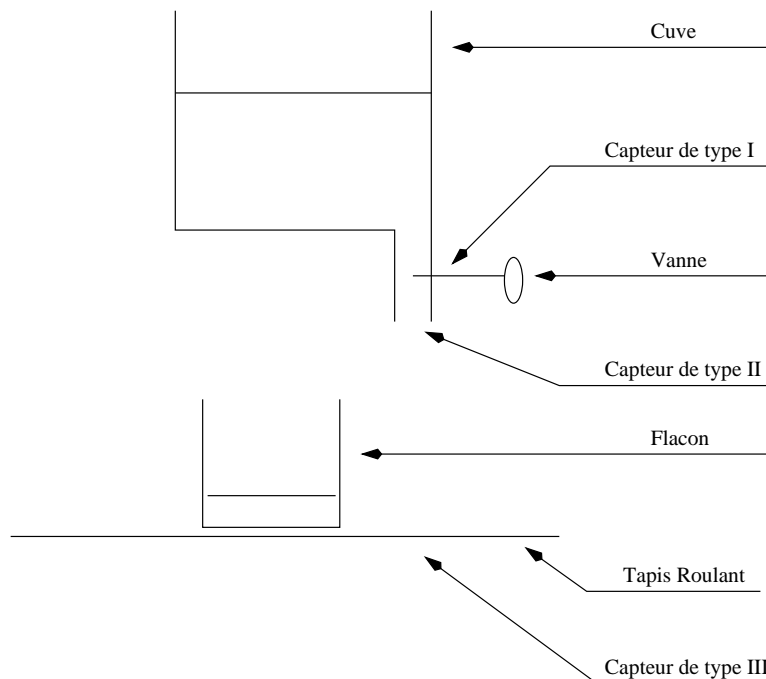 Cuve
Capteur de type I
Vanne
Capteur de type II
Flacon
Tapis Roulant
Capteur de type III